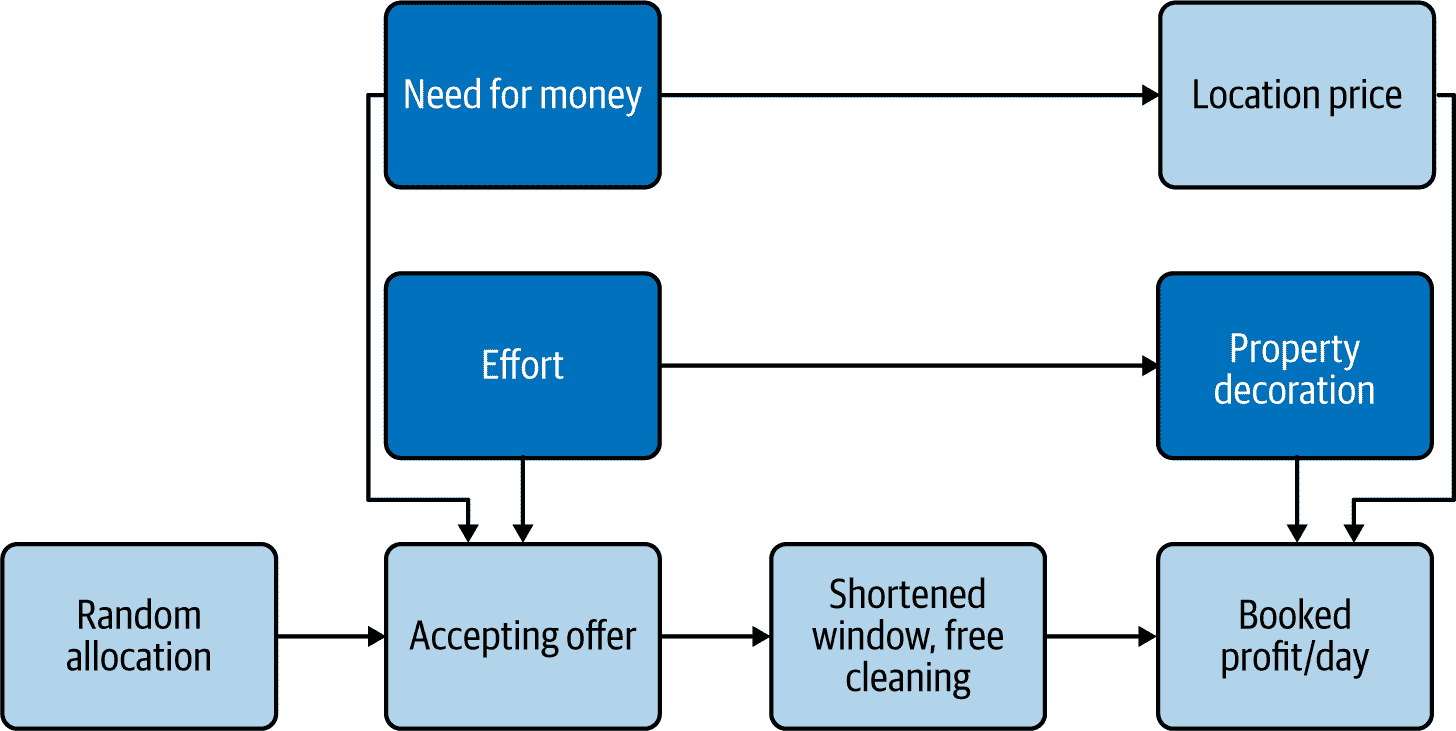 Need for money
Location price
Effort
Property
decoration
Random
allocation
Accepting offer
Shortened
window, free
cleaning
Booked
profit/day